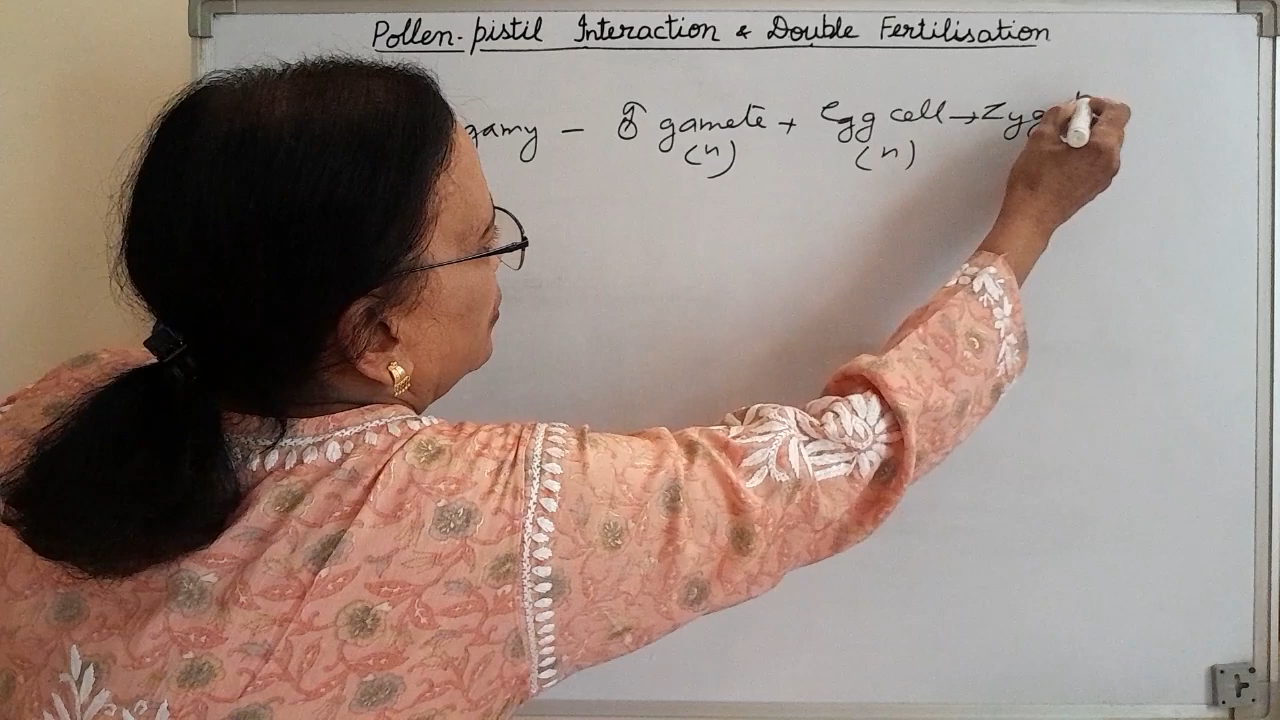 Pollen-pistil Interaction & Double Fertilisation
gamy - ♂ gamete + Egg cell → Zyg
(n) (n)